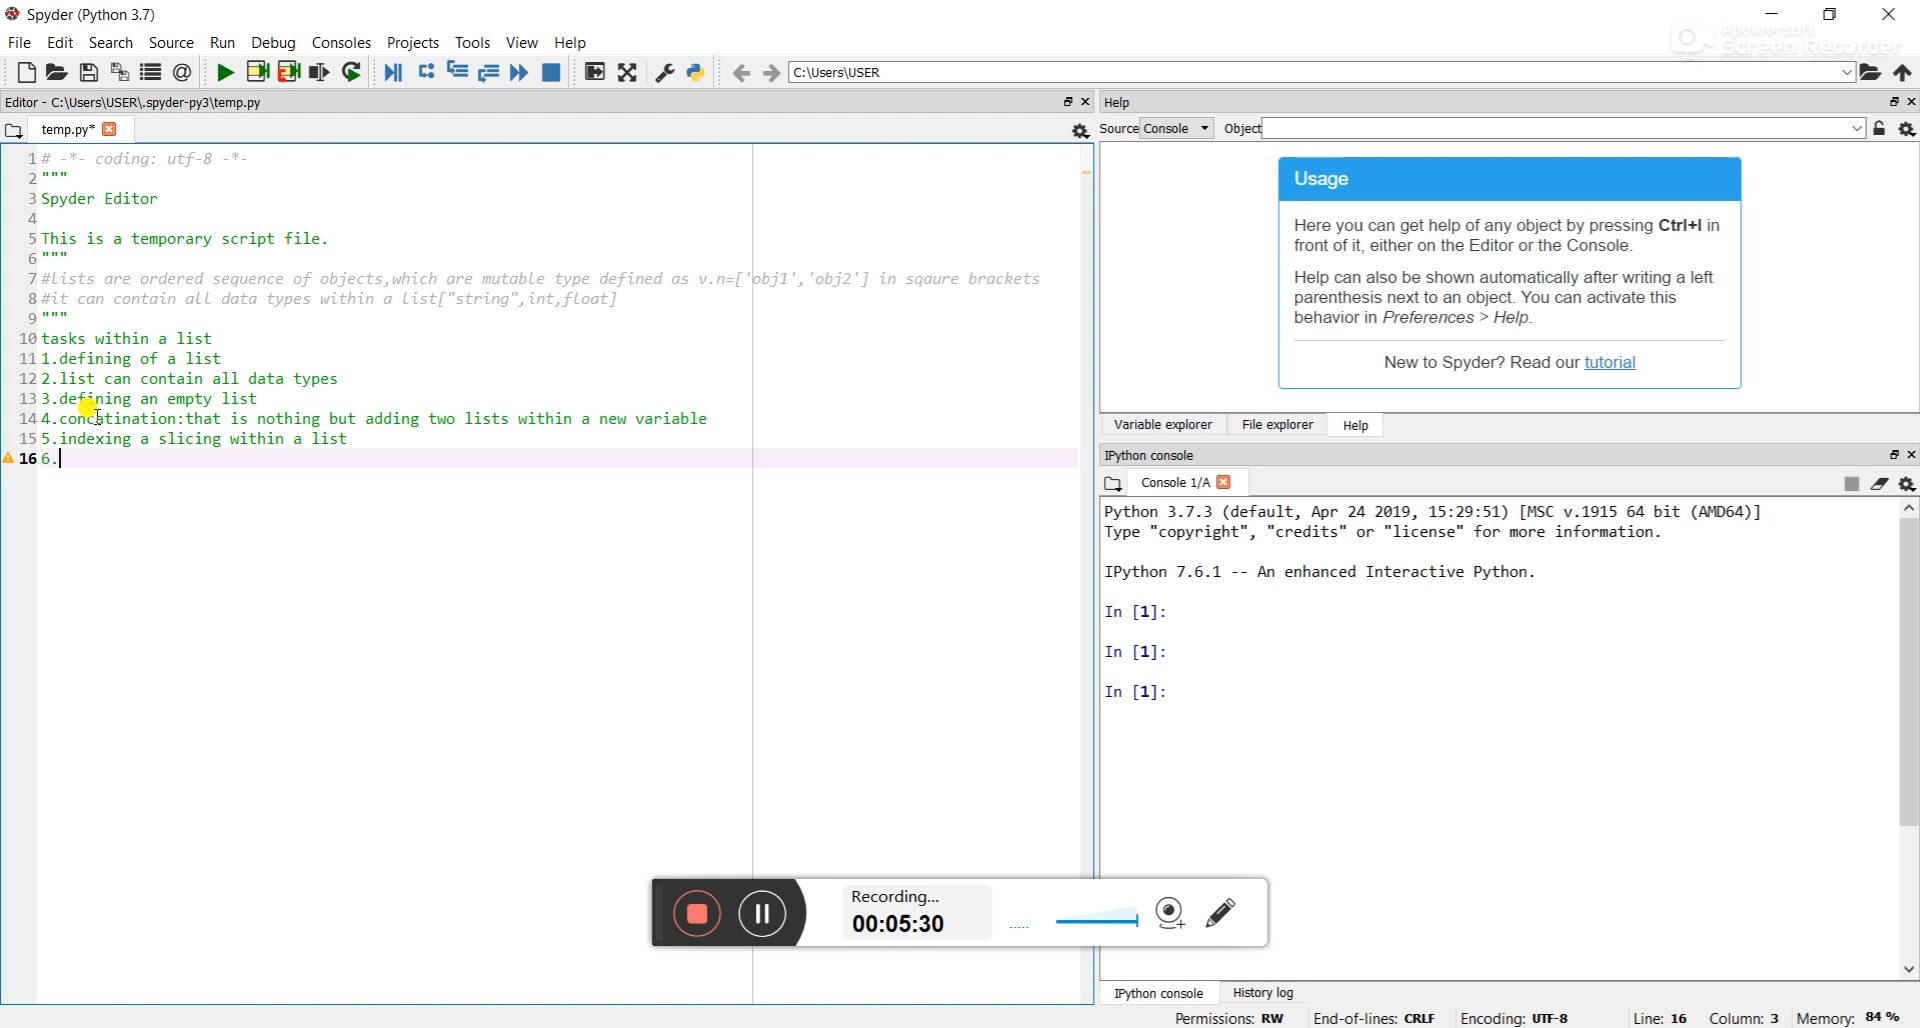 Spyder (Python 3.7)
File Edit Search Source Run Debug Consoles Projects Tools View Help
Apowersoft
Screen Recorder
C:\Users\USER
Editor - C:\Users\USER\.spyder-py3\temp.py
Help
temp.py*
Source Console Object
1 # -*- coding: utf-8 -*-
2 """
3 Spyder Editor
4
5 This is a temporary script file.
6 """
7 #lists are ordered sequence of objects,which are mutable type defined as v.n=['obj1','obj2'] in sqaure brackets
8 #it can contain all data types within a list["string",int,float]
9 """
10 tasks within a list
11 1.defining of a list
12 2.list can contain all data types
13 3.defining an empty list
14 4.concatination:that is nothing but adding two lists within a new variable
15 5.indexing a slicing within a list
16 6.
Usage
Here you can get help of any object by pressing Ctrl+I in
front of it, either on the Editor or the Console.
Help can also be shown automatically after writing a left
parenthesis next to an object. You can activate this
behavior in Preferences > Help.
New to Spyder? Read our tutorial
Variable explorer File explorer Help
IPython console
Console 1/A
Python 3.7.3 (default, Apr 24 2019, 15:29:51) [MSC v.1915 64 bit (AMD64)]
Type "copyright", "credits" or "license" for more information.
IPython 7.6.1 -- An enhanced Interactive Python.
In [1]:
In [1]:
In [1]:
Recording...
00:05:30
IPython console History log
Permissions: RW End-of-lines: CRLF Encoding: UTF-8 Line: 16 Column: 3 Memory: 84 %